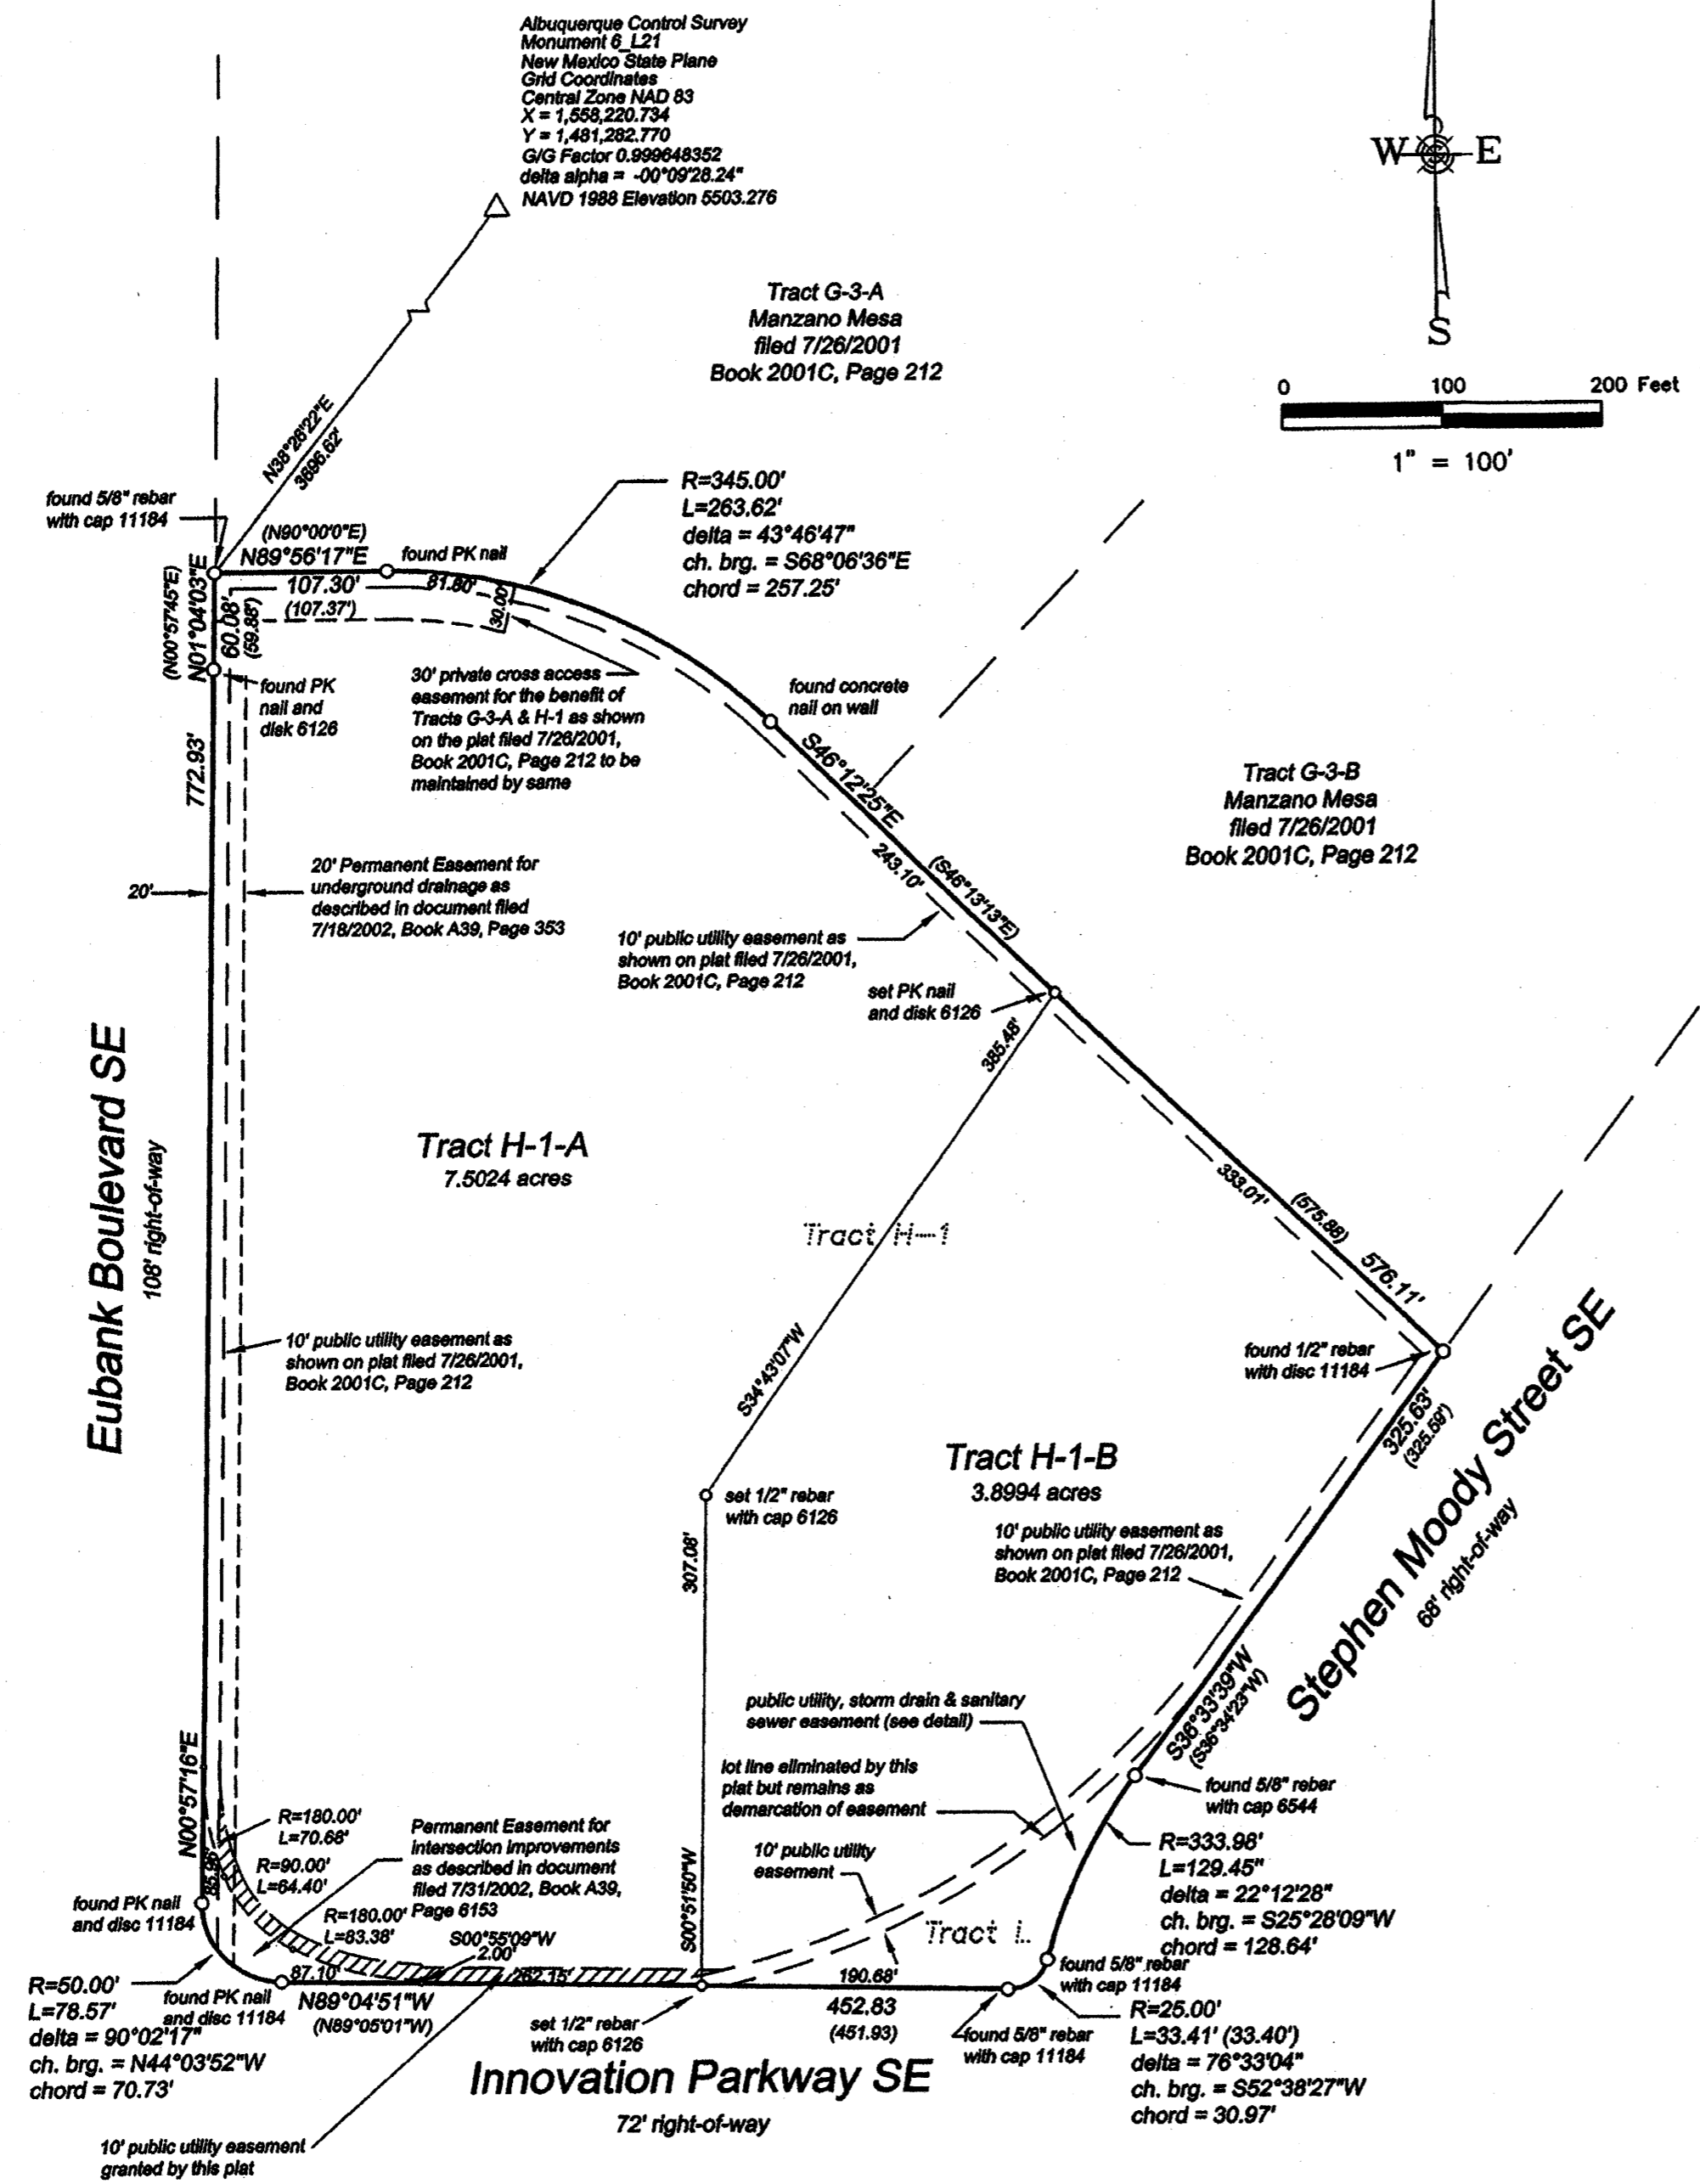 Albuquerque Control Survey
Monument 6_L21
New Mexico State Plane
Grid Coordinates
Central Zone NAD 83
X = 1,558,220.734
Y = 1,481,282.770
G/G Factor 0.999648352
delta alpha = -00°09'28.24"
NAVD 1988 Elevation 5503.276
W E
S
0 100 200 Feet
1" = 100'
Tract G-3-A
Manzano Mesa
filed 7/26/2001
Book 2001C, Page 212
N38°26'22"E
3696.62'
found 5/8" rebar
with cap 11184
(N90°00'0"E)
N89°56'17"E
found PK nail
107.30'
(107.37')
81.80'
30.00'
R=345.00'
L=263.62'
delta = 43°46'47"
ch. brg. = S68°06'36"E
chord = 257.25'
(N00°57'45"E)
N01°04'03"E
60.08'
(59.88')
found PK
nail and
disk 6126
30' private cross access
easement for the benefit of
Tracts G-3-A & H-1 as shown
on the plat filed 7/26/2001,
Book 2001C, Page 212 to be
maintained by same
found concrete
nail on wall
772.93'
S46°12'25"E
243.10'
(S46°13'13"E)
Tract G-3-B
Manzano Mesa
filed 7/26/2001
Book 2001C, Page 212
20'
20' Permanent Easement for
underground drainage as
described in document filed
7/18/2002, Book A39, Page 353
10' public utility easement as
shown on plat filed 7/26/2001,
Book 2001C, Page 212
set PK nail
and disk 6126
385.48'
Eubank Boulevard SE
108' right-of-way
Tract H-1-A
7.5024 acres
Tract H-1
333.01'
(575.88)
576.11'
10' public utility easement as
shown on plat filed 7/26/2001,
Book 2001C, Page 212
S34°43'07"W
found 1/2" rebar
with disc 11184
325.63'
(325.59')
Stephen Moody Street SE
68' right-of-way
Tract H-1-B
3.8994 acres
set 1/2" rebar
with cap 6126
307.08'
10' public utility easement as
shown on plat filed 7/26/2001,
Book 2001C, Page 212
S36°33'39"W
(S36°34'23"W)
public utility, storm drain & sanitary
sewer easement (see detail)
lot line eliminated by this
plat but remains as
demarcation of easement
found 5/8" rebar
with cap 6544
N00°57'16"E
R=180.00'
L=70.68'
R=90.00'
L=64.40'
Permanent Easement for
intersection improvements
as described in document
filed 7/31/2002, Book A39,
Page 6153
10' public utility
easement
R=333.98'
L=129.45"
delta = 22°12'28"
ch. brg. = S25°28'09"W
chord = 128.64'
found PK nail
and disc 11184
85.96'
R=180.00'
L=83.38'
S00°55'09"W
2.00'
S00°51'50"W
Tract L
found 5/8" rebar
with cap 11184
87.10'
262.15'
190.68'
R=50.00'
L=78.57'
delta = 90°02'17"
ch. brg. = N44°03'52"W
chord = 70.73'
found PK nail
and disc 11184
N89°04'51"W
(N89°05'01"W)
set 1/2" rebar
with cap 6126
452.83
(451.93)
found 5/8" rebar
with cap 11184
R=25.00'
L=33.41' (33.40')
delta = 76°33'04"
ch. brg. = S52°38'27"W
chord = 30.97'
Innovation Parkway SE
72' right-of-way
10' public utility easement
granted by this plat